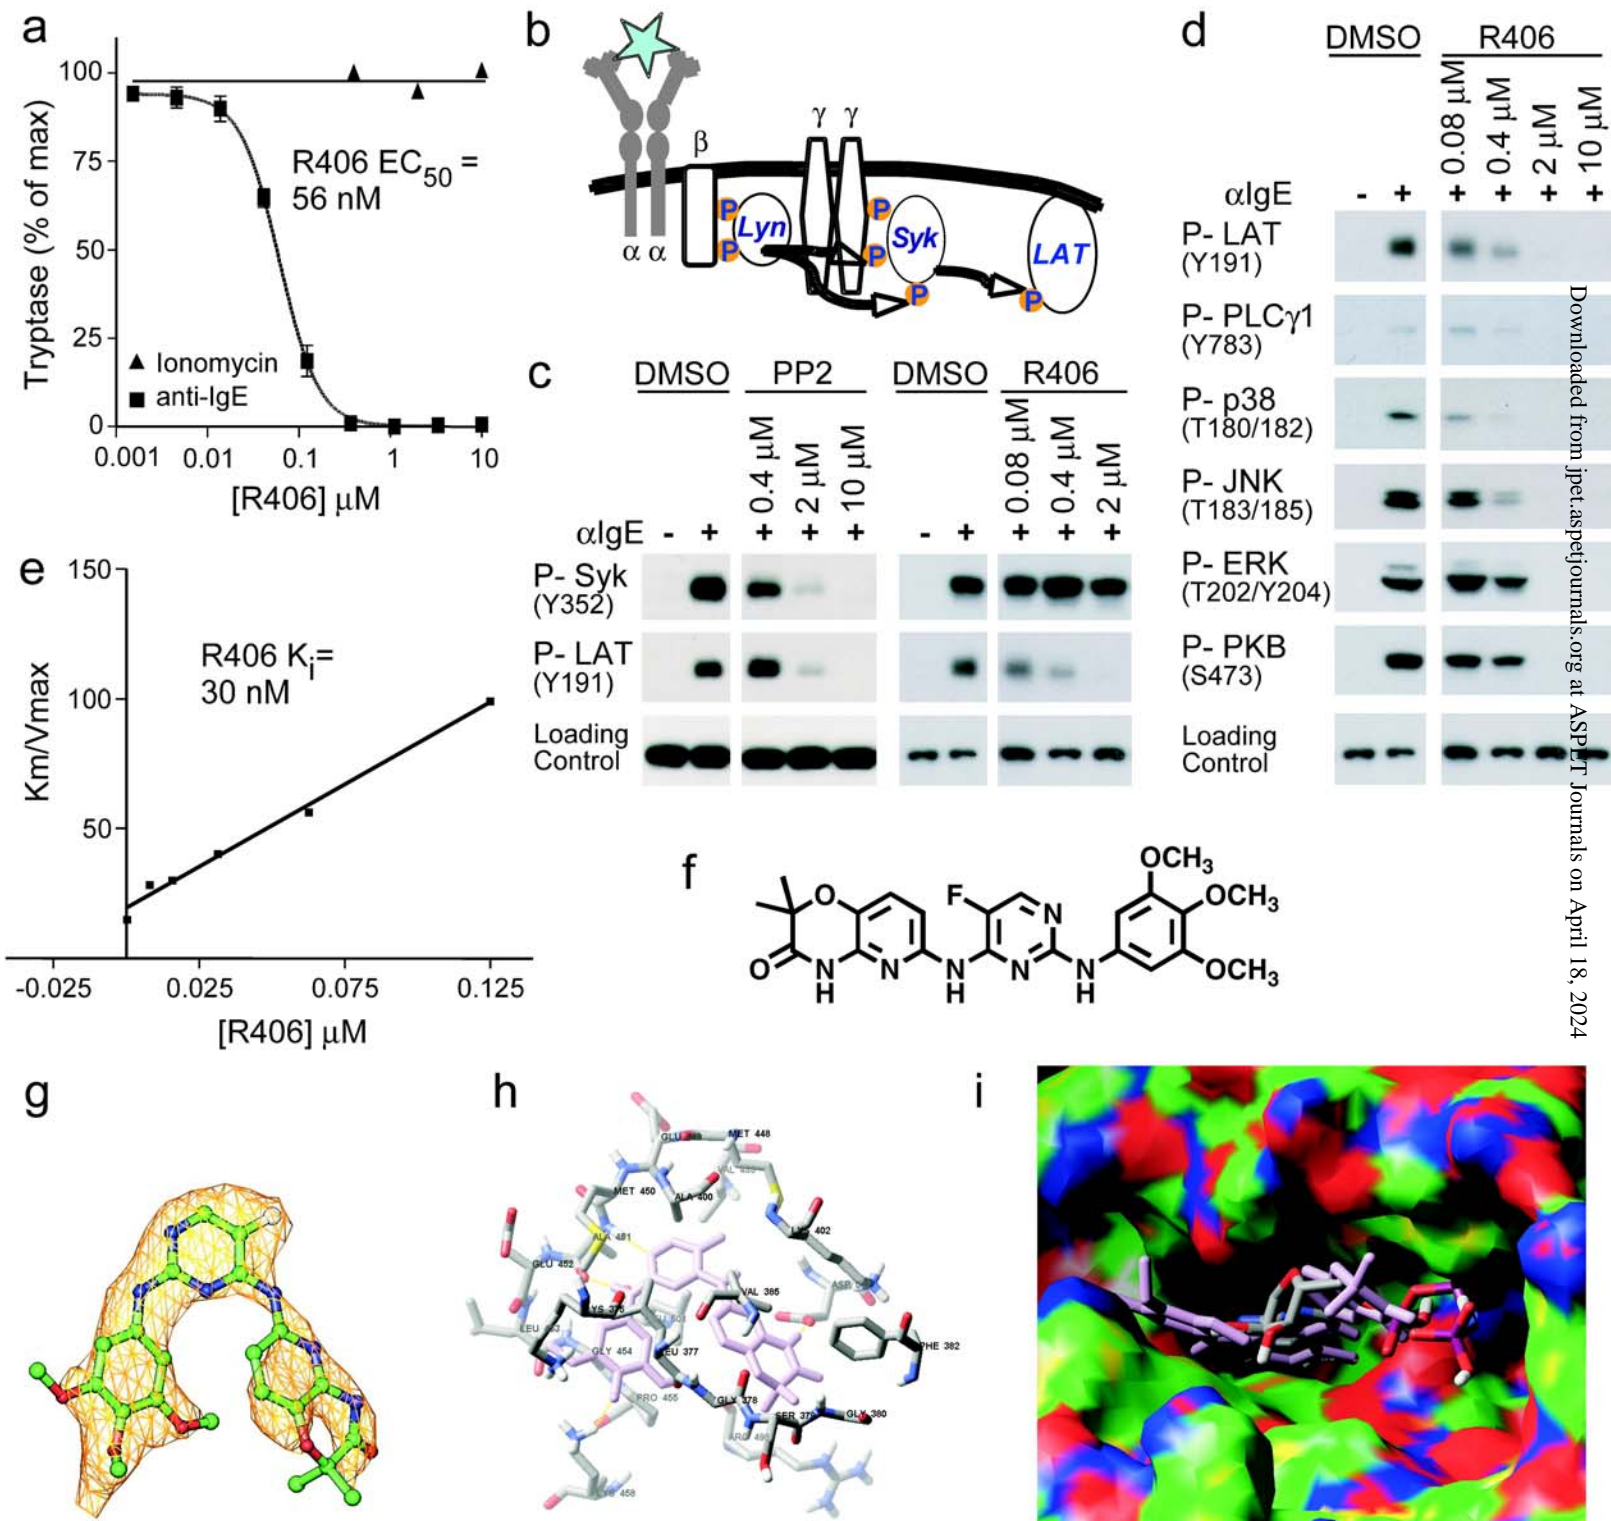 a
100
75
50
25
0
Tryptase (% of max)
R406 EC50 =
56 nM
Ionomycin
anti-IgE
0.001
0.01
0.1
1
10
[R406] μM
b
α α
β
γ γ
P
P
Lyn
P
P
Syk
P
P
LAT
c
DMSO
PP2
DMSO
R406
0.4 μM
2 μM
10 μM
0.08 μM
0.4 μM
2 μM
αIgE - + + + + - + + + +
P- Syk
(Y352)
P- LAT
(Y191)
Loading
Control
d
DMSO
R406
0.08 μM
0.4 μM
2 μM
10 μM
αIgE - + + + + +
P- LAT
(Y191)
P- PLCγ1
(Y783)
P- p38
(T180/182)
P- JNK
(T183/185)
P- ERK
(T202/Y204)
P- PKB
(S473)
Loading
Control
e
150
100
50
Km/Vmax
R406 Ki=
30 nM
-0.025
0.025
0.075
0.125
[R406] μM
f
O
O
N
H
N
N
H
F
N
N
N
H
OCH3
OCH3
OCH3
g
h
MET 448
MET 450
ALA 400
LYS 402
GLU 452
VAL 385
GLY 454
LEU 377
PHE 382
PRO 455
GLY 378
GLY 380
i
Downloaded from jpet.aspetjournals.org at ASPET Journals on April 18, 2024